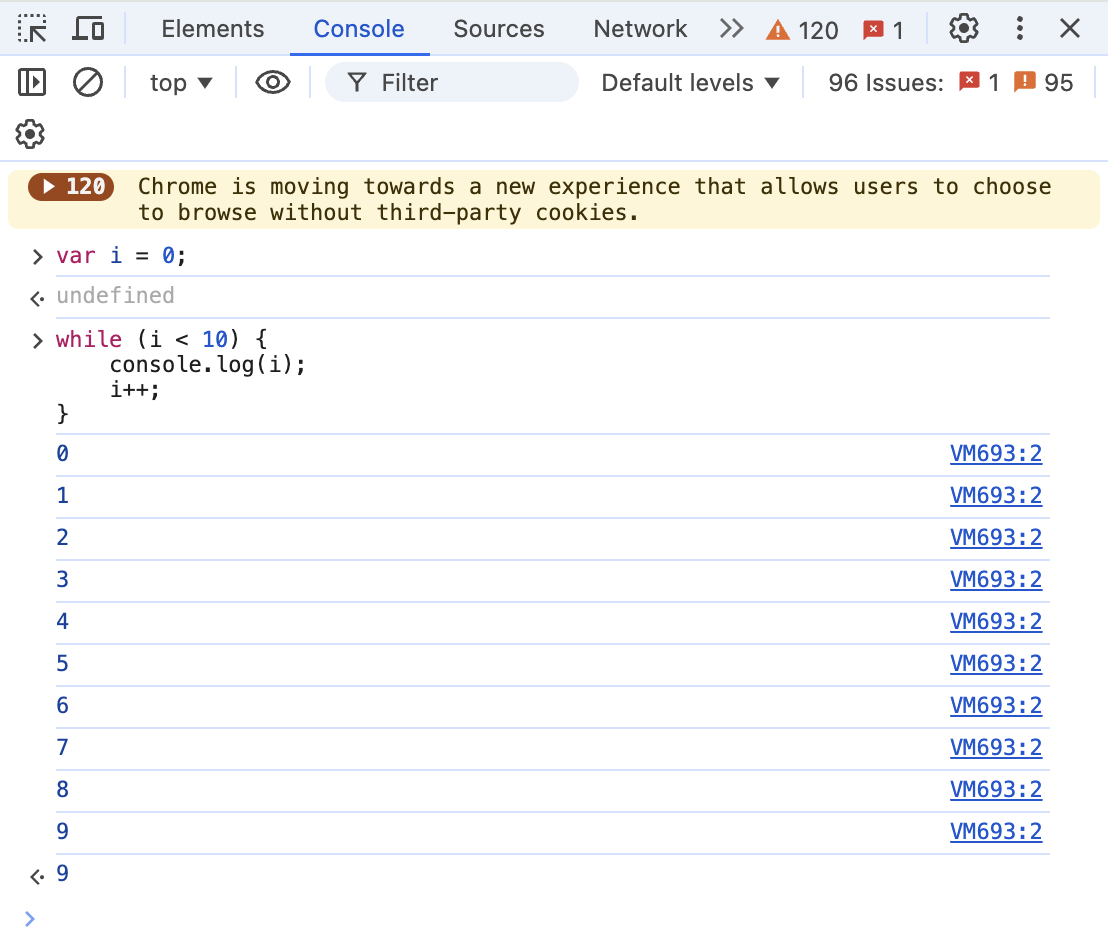 Elements Console Sources Network 120 1
top Filter Default levels 96 Issues: 1 95
120 Chrome is moving towards a new experience that allows users to choose
to browse without third-party cookies.
var i = 0;
undefined
while (i < 10) {
    console.log(i);
    i++;
}
0 VM693:2
1 VM693:2
2 VM693:2
3 VM693:2
4 VM693:2
5 VM693:2
6 VM693:2
7 VM693:2
8 VM693:2
9 VM693:2
9